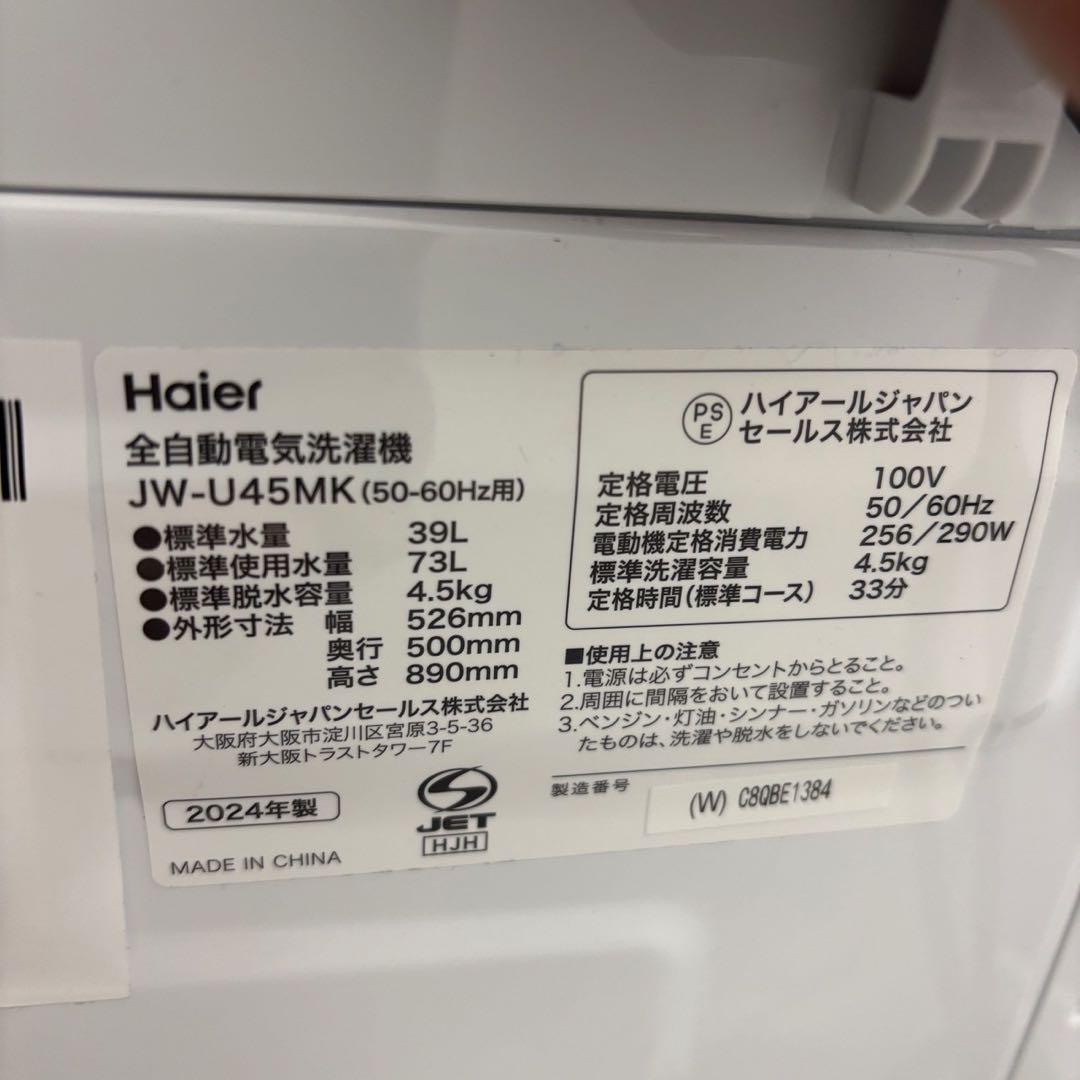 Haier
全自動電気洗濯機
JW-U45MK(50-60Hz用)
●標準水量 39L
●標準使用水量 73L
●標準脱水容量 4.5kg
●外形寸法 幅 526mm
奥行 500mm
高さ 890mm
ハイアールジャパンセールス株式会社
大阪府大阪市淀川区宮原3-5-36
新大阪トラストタワー7F
2024年製
MADE IN CHINA
JET
HJH
PS
E
ハイアールジャパン
セールス株式会社
定格電圧 100V
定格周波数 50/60Hz
電動機定格消費電力 256/290W
標準洗濯容量 4.5kg
定格時間(標準コース) 33分
■使用上の注意
1.電源は必ずコンセントからとること。
2.周囲に間隔をおいて設置すること。
3.ベンジン・灯油・シンナー・ガソリンなどのつい
たものは、洗濯や脱水をしないでください。
製造番号 (W) C8QBE1384